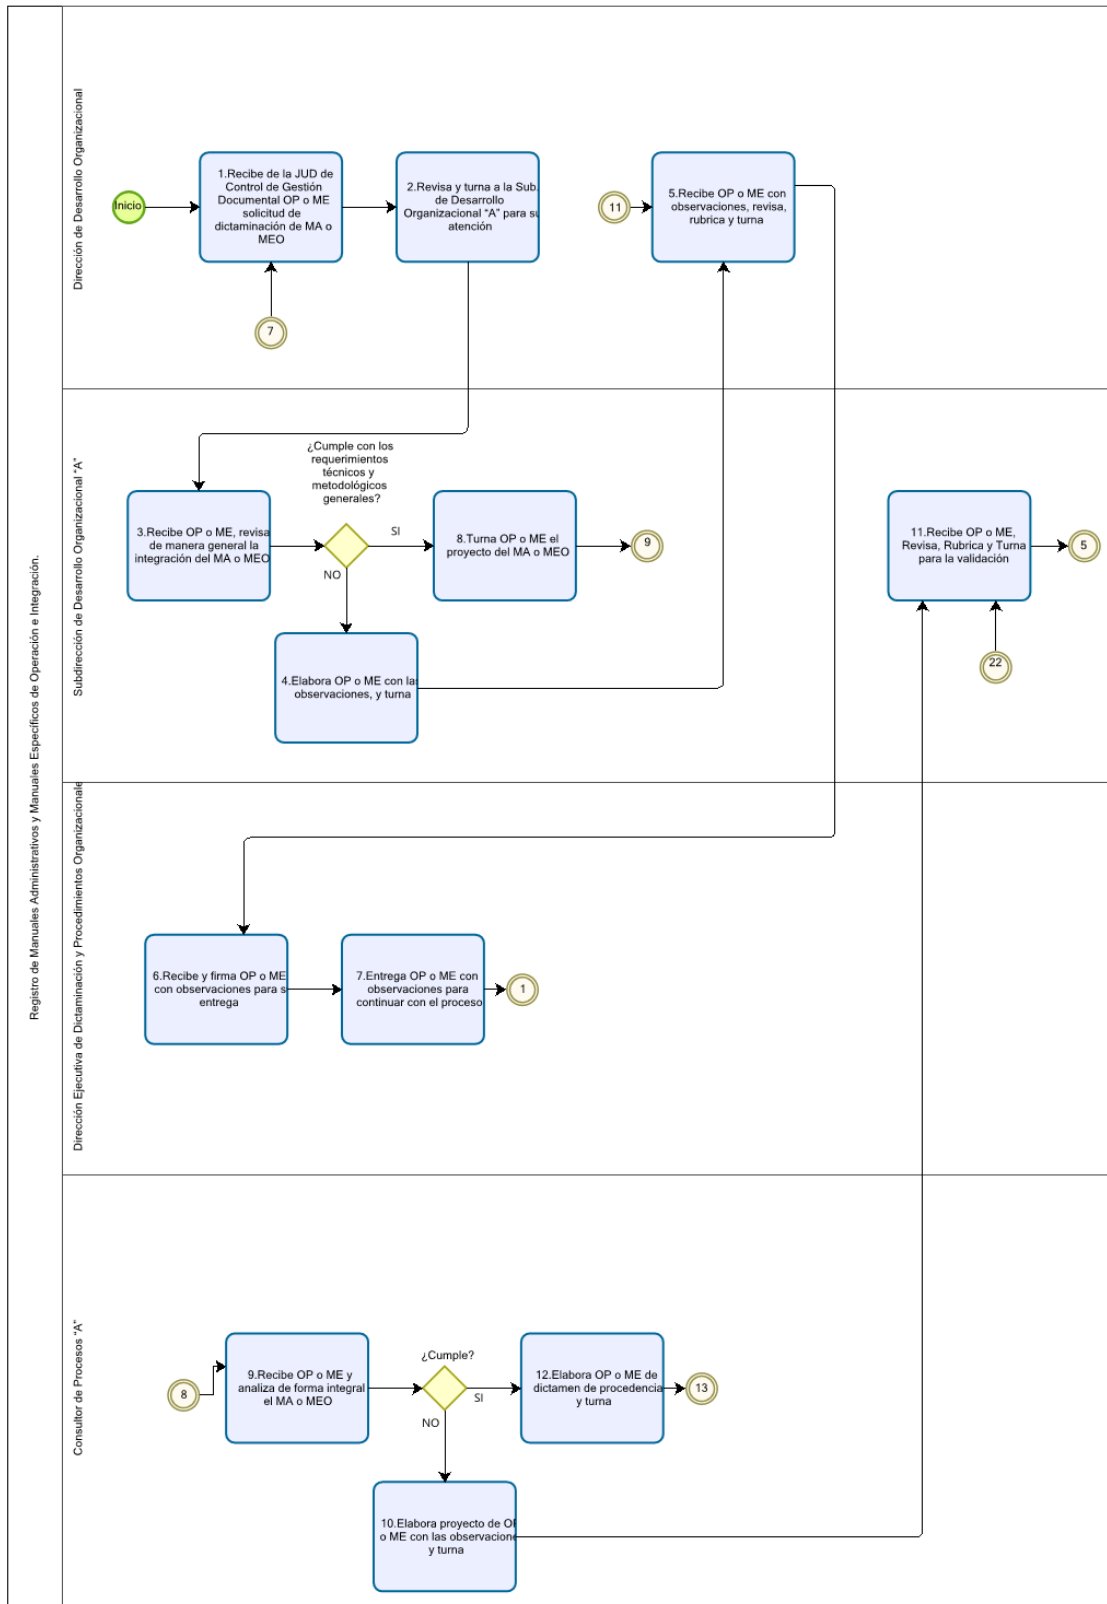 Registro de Manuales Administrativos y Manuales Específicos de Operación e Integración.
Dirección de Desarrollo Organizacional
Inicio
1.Recibe de la JUD de
Control de Gestión
Documental OP o ME
solicitud de
dictaminación de MA o
MEO
2.Revisa y turna a la Sub.
de Desarrollo
Organizacional “A” para su
atención
11
5.Recibe OP o ME con
observaciones, revisa,
rubrica y turna
7
Subdirección de Desarrollo Organizacional “A”
3.Recibe OP o ME, revisa
de manera general la
integración del MA o MEO
¿Cumple con los
requerimientos
técnicos y
metodológicos
generales?
SI
NO
8.Turna OP o ME el
proyecto del MA o MEO
9
4.Elabora OP o ME con las
observaciones, y turna
11.Recibe OP o ME,
Revisa, Rubrica y Turna
para la validación
5
22
Dirección Ejecutiva de Dictaminación y Procedimientos Organizacionale
6.Recibe y firma OP o ME
con observaciones para s
entrega
7.Entrega OP o ME con
observaciones para
continuar con el proceso
1
Consultor de Procesos “A”
8
9.Recibe OP o ME y
analiza de forma integral
el MA o MEO
¿Cumple?
SI
NO
12.Elabora OP o ME de
dictamen de procedencia
y turna
13
10.Elabora proyecto de OP
o ME con las observacione
y turna